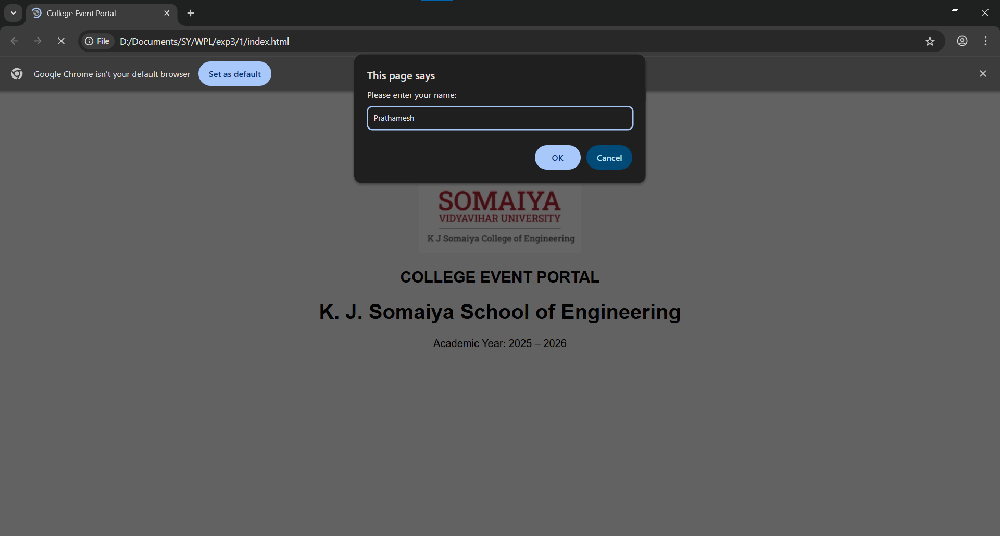 College Event Portal
File
D:/Documents/SY/WPL/exp3/1/index.html
Google Chrome isn't your default browser
Set as default
This page says
Please enter your name:
Prathamesh
OK
Cancel
SOMAIYA
VIDYAVIHAR UNIVERSITY
K J Somaiya College of Engineering
COLLEGE EVENT PORTAL
K. J. Somaiya School of Engineering
Academic Year: 2025 – 2026